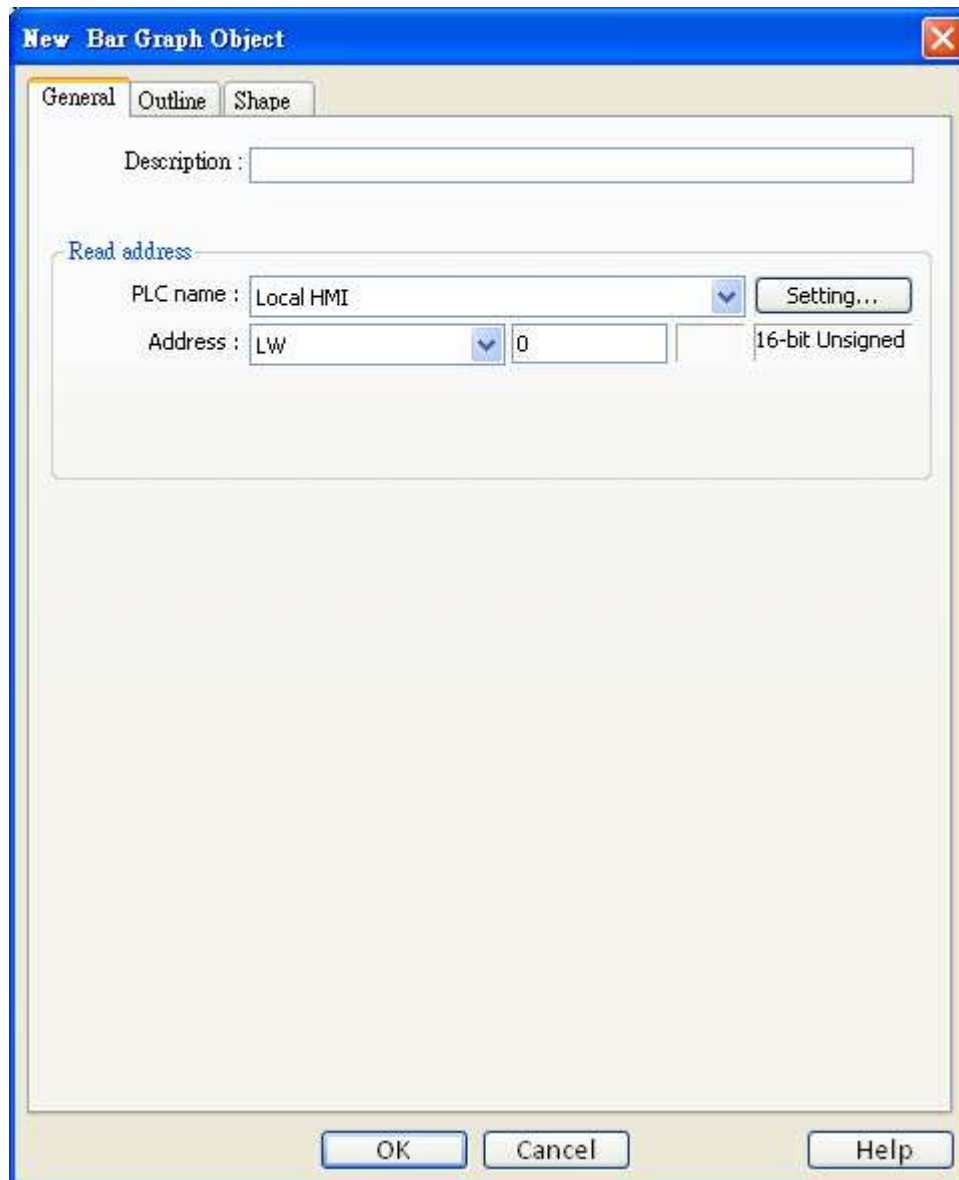 New Bar Graph Object
General Outline Shape
Description :
Read address
PLC name : Local HMI Setting...
Address : LW 0 16-bit Unsigned
OK Cancel Help